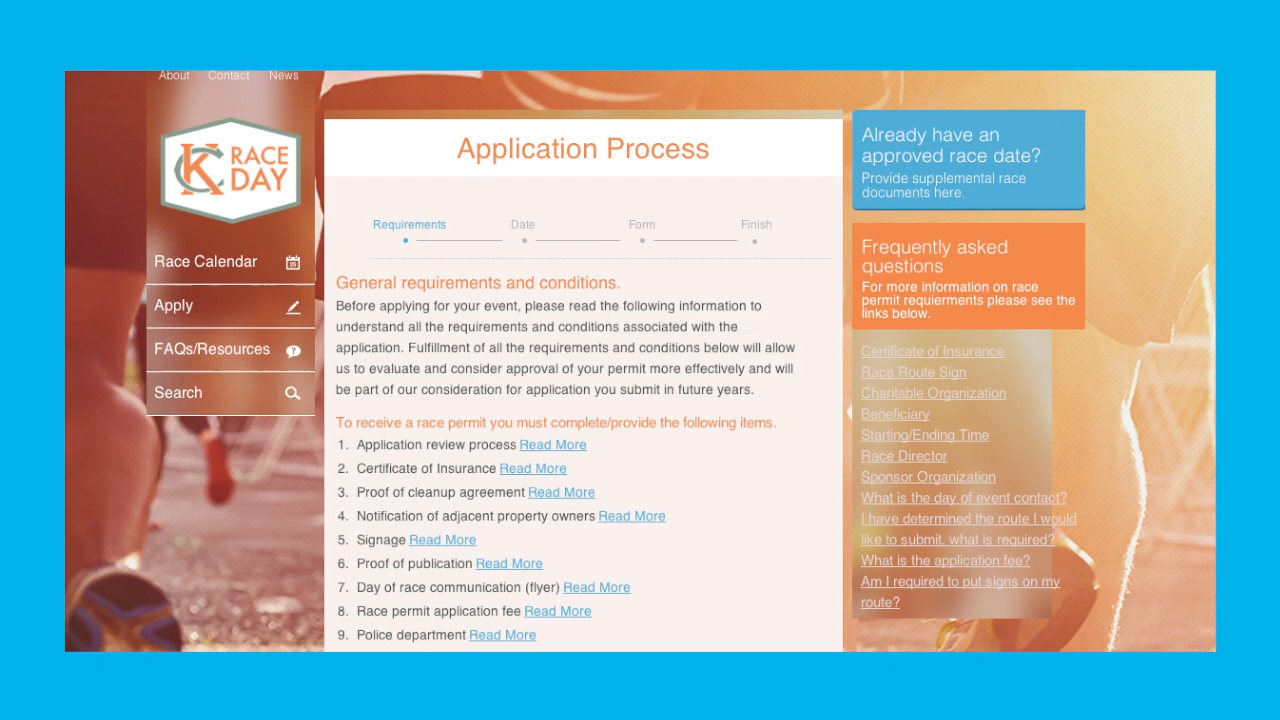 About Contact News
KC RACE DAY
Race Calendar
Apply
FAQs/Resources
Search
Application Process
Requirements Date Form Finish
General requirements and conditions.
Before applying for your event, please read the following information to
understand all the requirements and conditions associated with the
application. Fulfillment of all the requirements and conditions below will allow
us to evaluate and consider approval of your permit more effectively and will
be part of our consideration for application you submit in future years.
To receive a race permit you must complete/provide the following items.
1. Application review process Read More
2. Certificate of Insurance Read More
3. Proof of cleanup agreement Read More
4. Notification of adjacent property owners Read More
5. Signage Read More
6. Proof of publication Read More
7. Day of race communication (flyer) Read More
8. Race permit application fee Read More
9. Police department Read More
Already have an
approved race date?
Provide supplemental race
documents here.
Frequently asked
questions
For more information on race
permit requierments please see the
links below.
Certificate of Insurance
Race Route Sign
Charitable Organization
Beneficiary
Starting/Ending Time
Race Director
Sponsor Organization
What is the day of event contact?
I have determined the route I would
like to submit. what is required?
What is the application fee?
Am I required to put signs on my
route?